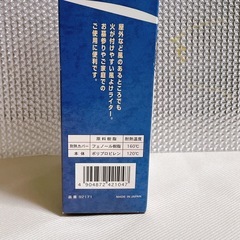 屋外など風のあるところでも
火が付けやすい風よけライター。
お墓参りやご家庭での
ご使用に便利です。
原料樹脂 耐熱温度
防熱カバー フェノール樹脂 160℃
本体 ポリプロピレン 120℃
4 904872 621047
MADE IN JAPAN